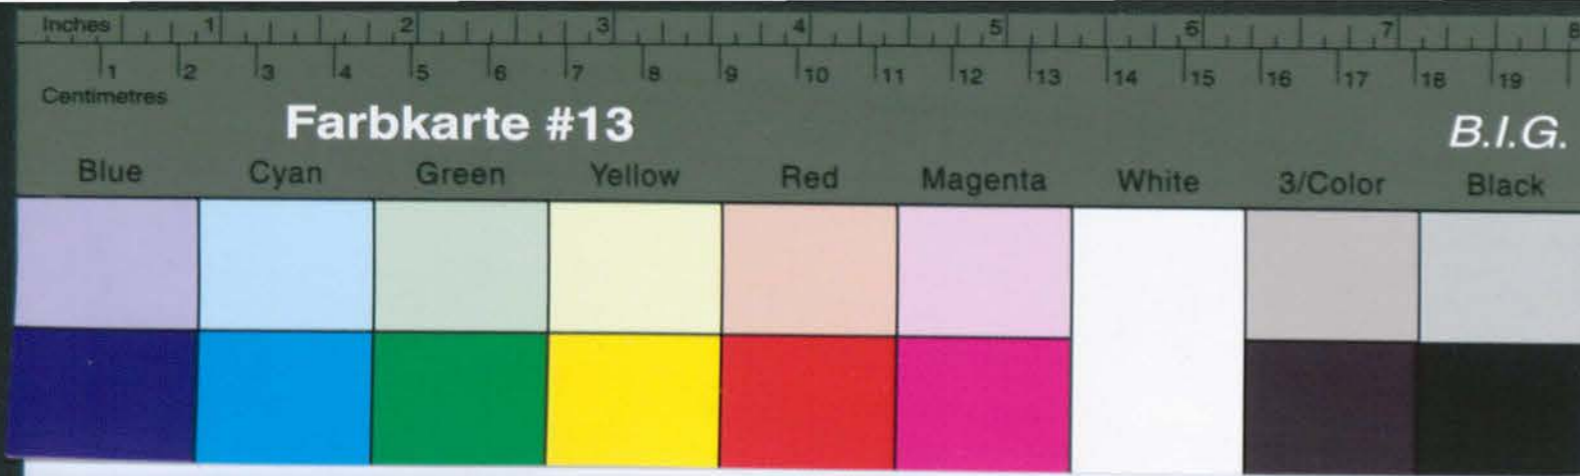 Inches 1 2 3 4 5 6 7 8
1 2 3 4 5 6 7 8 9 10 11 12 13 14 15 16 17 18 19
Centimetres
Farbkarte #13 B.I.G.
Blue Cyan Green Yellow Red Magenta White 3/Color Black